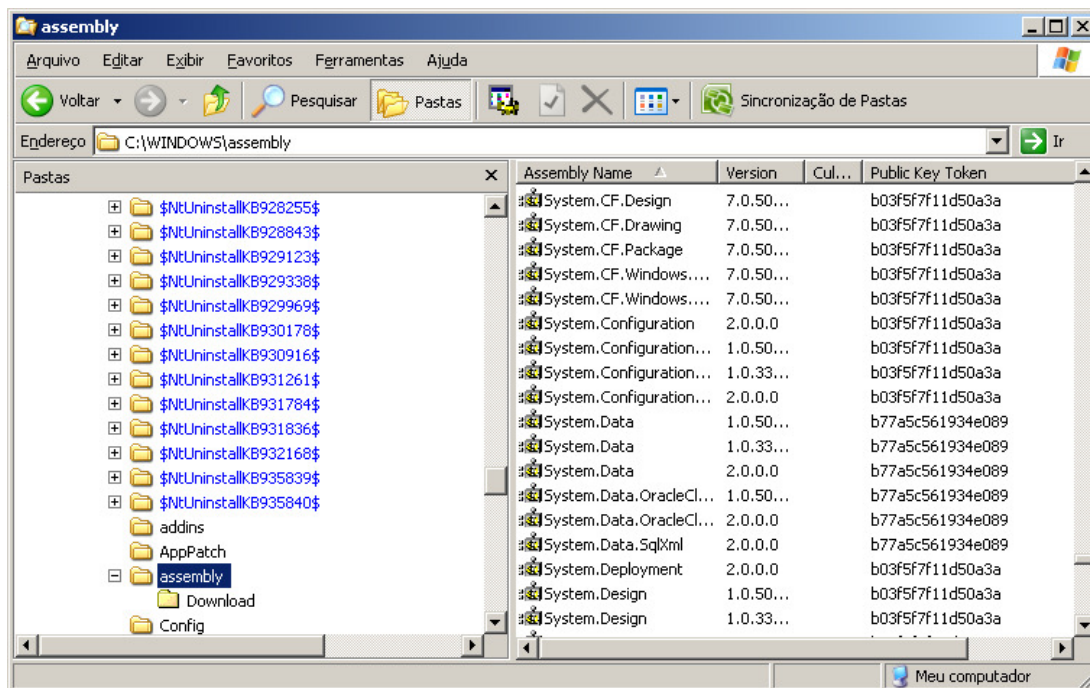 assembly
Arquivo Editar Exibir Favoritos Ferramentas Ajuda
Voltar Pesquisar Pastas Sincronização de Pastas
Endereço C:\WINDOWS\assembly Ir
Pastas
$NtUninstallKB928255$
$NtUninstallKB928843$
$NtUninstallKB929123$
$NtUninstallKB929338$
$NtUninstallKB929969$
$NtUninstallKB930178$
$NtUninstallKB930916$
$NtUninstallKB931261$
$NtUninstallKB931784$
$NtUninstallKB931836$
$NtUninstallKB932168$
$NtUninstallKB935839$
$NtUninstallKB935840$
addins
AppPatch
assembly
Download
Config
Assembly Name Version Cul... Public Key Token
System.CF.Design 7.0.50... b03f5f7f11d50a3a
System.CF.Drawing 7.0.50... b03f5f7f11d50a3a
System.CF.Package 7.0.50... b03f5f7f11d50a3a
System.CF.Windows.... 7.0.50... b03f5f7f11d50a3a
System.CF.Windows.... 7.0.50... b03f5f7f11d50a3a
System.Configuration 2.0.0.0 b03f5f7f11d50a3a
System.Configuration... 1.0.50... b03f5f7f11d50a3a
System.Configuration... 1.0.33... b03f5f7f11d50a3a
System.Configuration... 2.0.0.0 b03f5f7f11d50a3a
System.Data 1.0.50... b77a5c561934e089
System.Data 1.0.33... b77a5c561934e089
System.Data 2.0.0.0 b77a5c561934e089
System.Data.OracleCl... 1.0.50... b77a5c561934e089
System.Data.OracleCl... 2.0.0.0 b77a5c561934e089
System.Data.SqlXml 2.0.0.0 b77a5c561934e089
System.Deployment 2.0.0.0 b03f5f7f11d50a3a
System.Design 1.0.50... b03f5f7f11d50a3a
System.Design 1.0.33... b03f5f7f11d50a3a
Meu computador